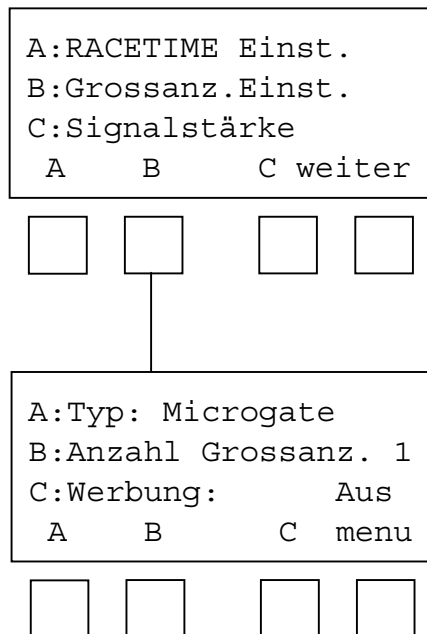 A:RACETIME Einst.
B:Grossanz.Einst.
C:Signalstärke
A B C weiter
A:Typ: Microgate
B:Anzahl Grossanz. 1
C:Werbung: Aus
A B C menu